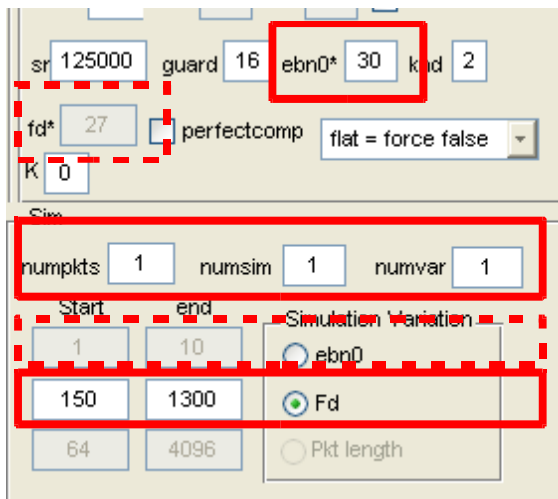 sr 125000 guard 16 ebn0* 30 knd 2
fd* 27 perfectcomp flat = force false
K 0
Sim
numpkts 1 numsim 1 numvar 1
Start end Simulation Variation
1 10 ebn0
150 1300 Fd
64 4096 Pkt length